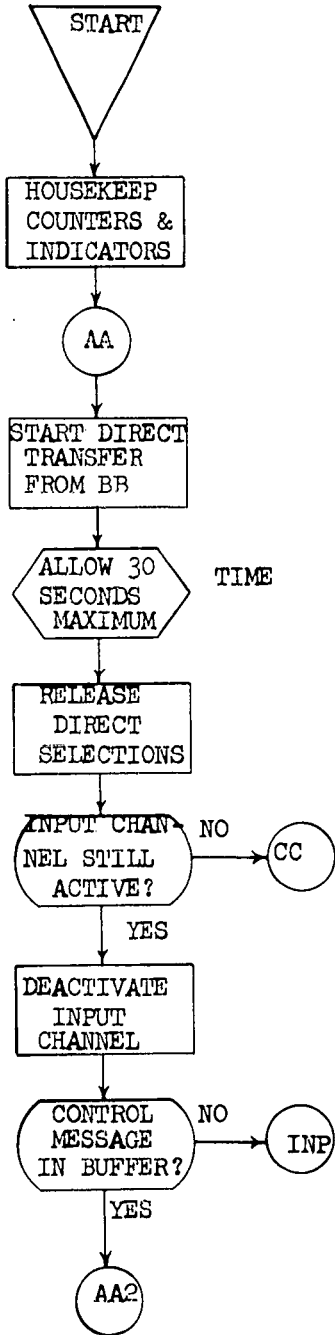 START
HOUSEKEEP
COUNTERS &
INDICATORS
AA
START DIRECT
TRANSFER
FROM BB
ALLOW 30
SECONDS
MAXIMUM
TIME
RELEASE
DIRECT
SELECTIONS
INPUT CHAN-
NEL STILL
ACTIVE?
NO
CC
YES
DEACTIVATE
INPUT
CHANNEL
CONTROL
MESSAGE
IN BUFFER?
NO
INP
YES
AA2